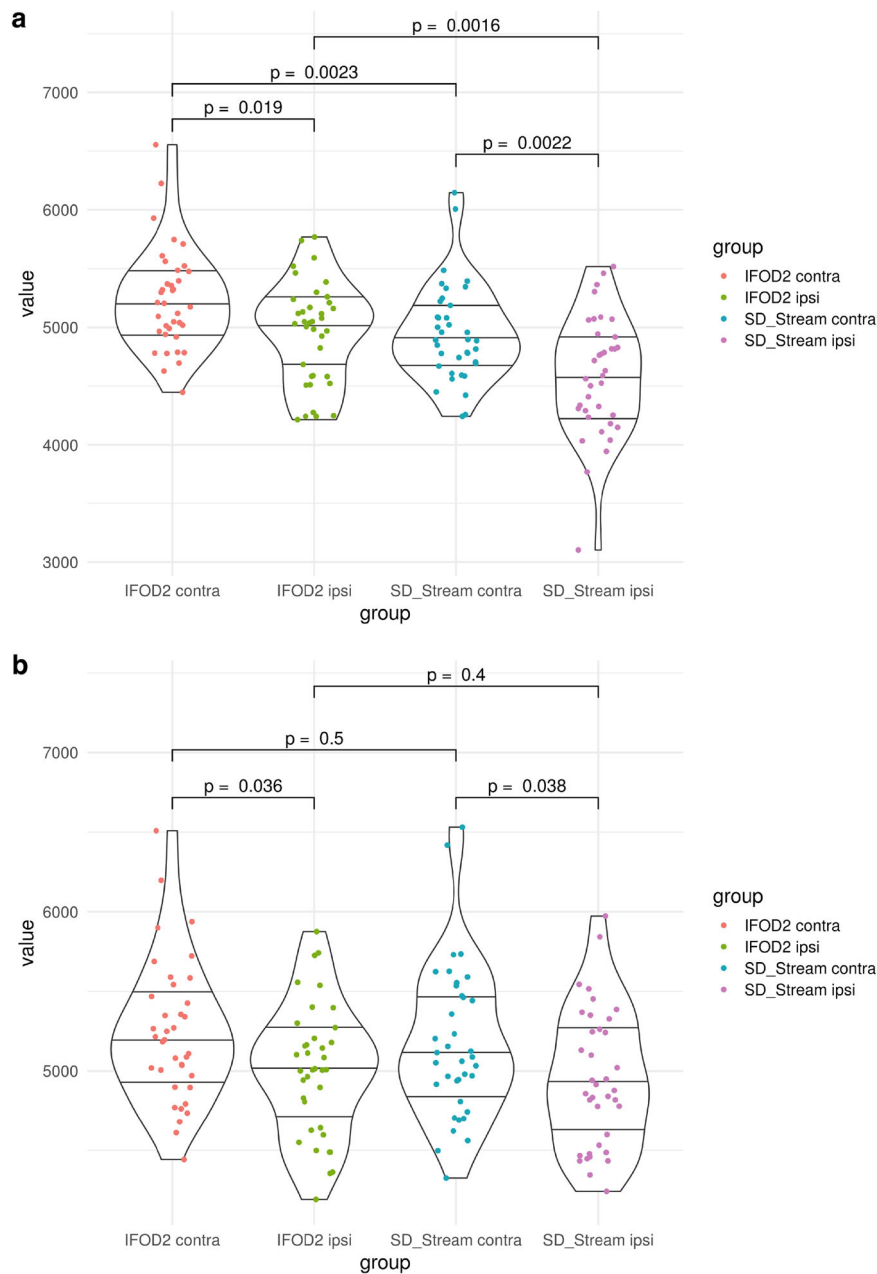 a
p = 0.0016
7000
p = 0.0023
p = 0.019
p = 0.0022
6000
group
IFOD2 contra
IFOD2 ipsi
SD_Stream contra
SD_Stream ipsi
value
5000
4000
3000
IFOD2 contra IFOD2 ipsi SD_Stream contra SD_Stream ipsi
group
b
p = 0.4
7000
p = 0.5
p = 0.036
p = 0.038
6000
group
IFOD2 contra
IFOD2 ipsi
SD_Stream contra
SD_Stream ipsi
value
5000
IFOD2 contra IFOD2 ipsi SD_Stream contra SD_Stream ipsi
group